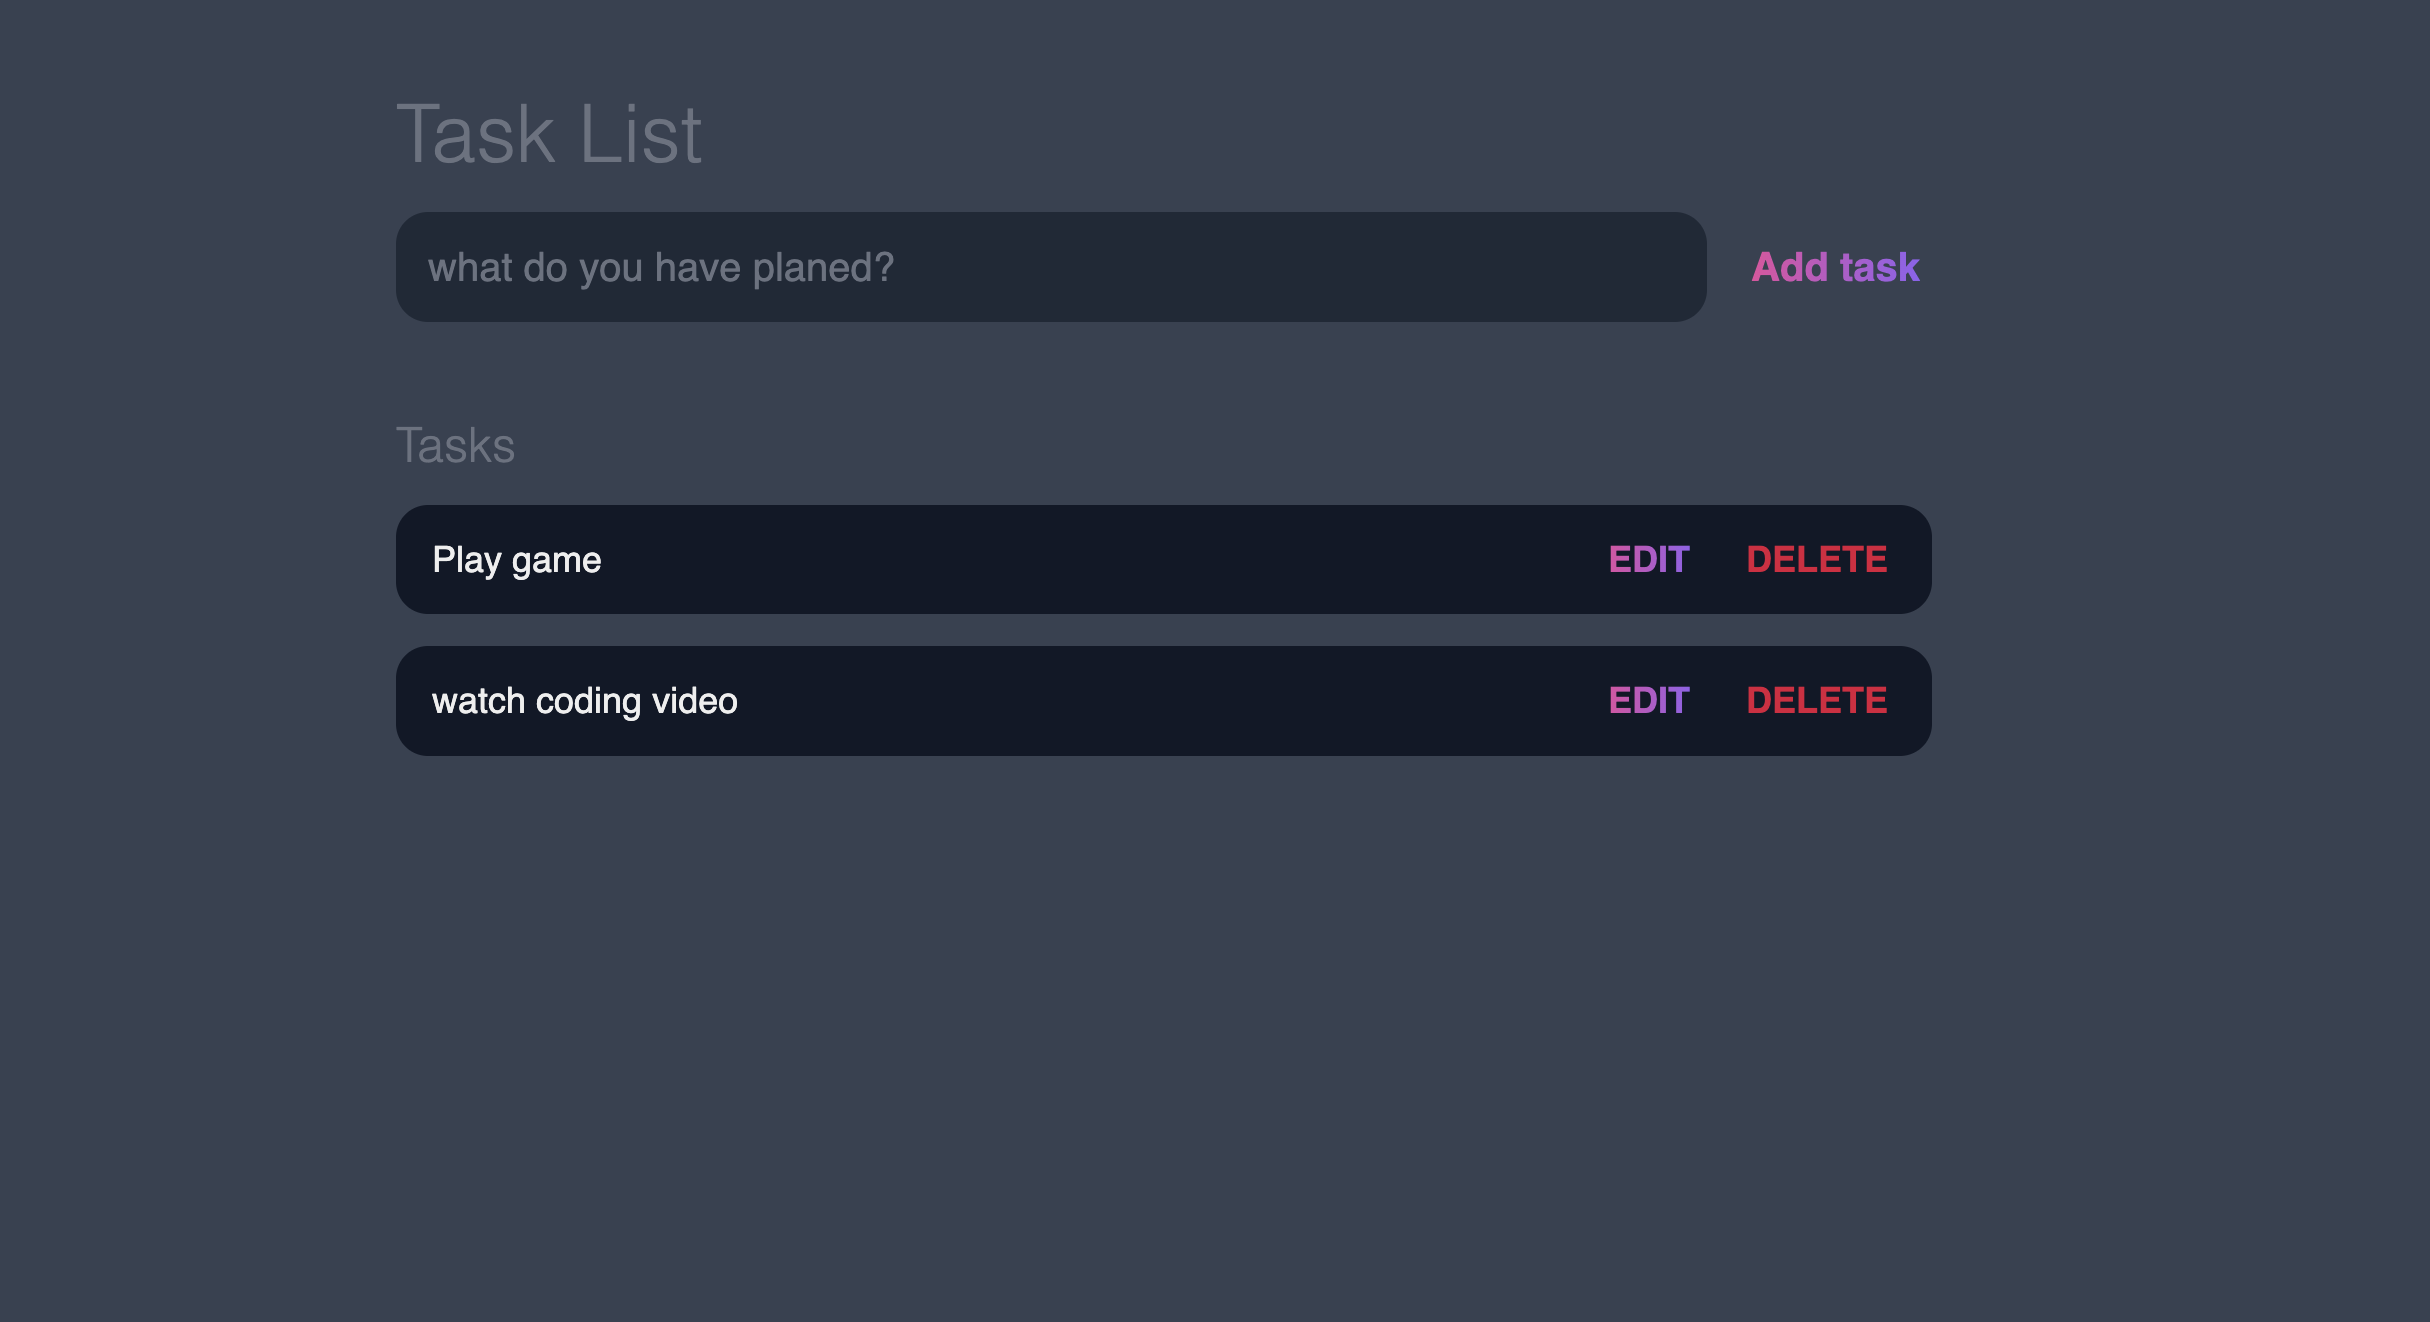 Task List
what do you have planed?
Add task
Tasks
Play game
EDIT
DELETE
watch coding video
EDIT
DELETE